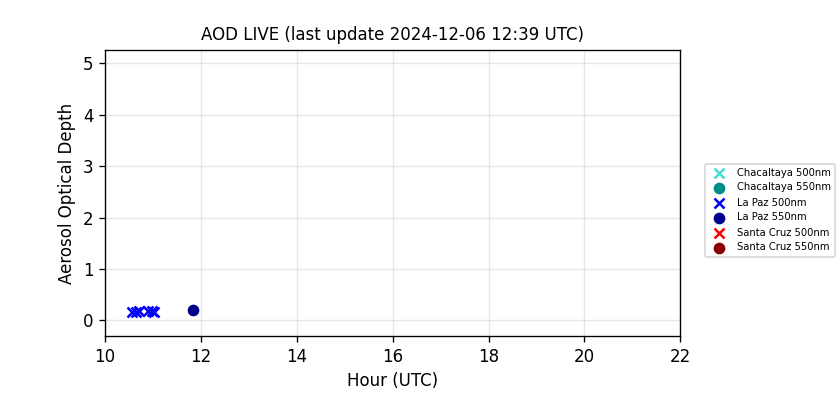 AOD LIVE (last update 2024-12-06 12:39 UTC)
Aerosol Optical Depth
5
4
3
2
1
0
10 12 14 16 18 20 22
Hour (UTC)
Chacaltaya 500nm
Chacaltaya 550nm
La Paz 500nm
La Paz 550nm
Santa Cruz 500nm
Santa Cruz 550nm